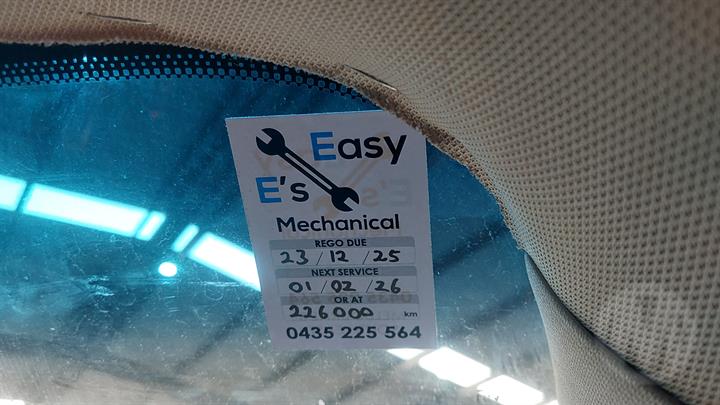 Easy
E's
Mechanical
REGO DUE
23 / 12 / 25
NEXT SERVICE
01 / 02 / 26
OR AT
226000 km
0435 225 564